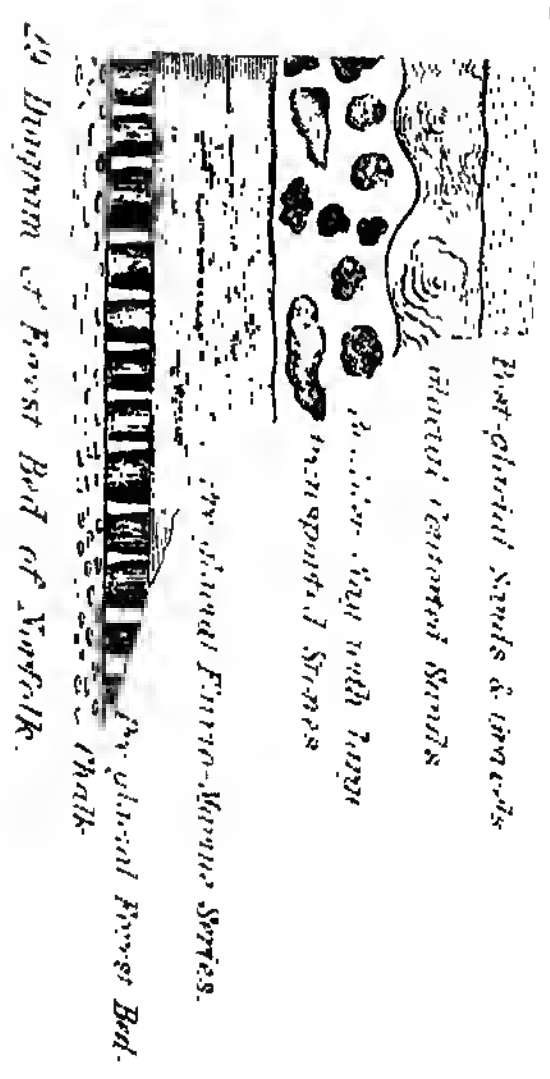 Post-glacial Sands & Gravels
Glacial Contorted Sands
Boulder Clay with large
transported Stones
Pre glacial Fluvio-Marine Series.
Pre glacial Forest Bed.
Chalk
Diagram of Forest Bed of Norfolk.